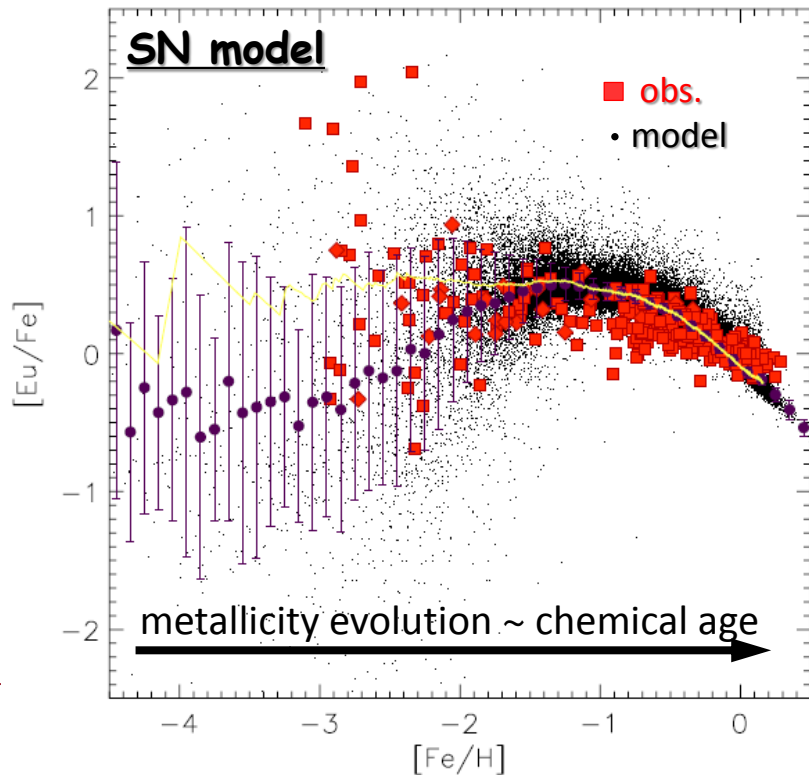 SN model
obs.
model
metallicity evolution ~ chemical age
2
1
0
−1
−2
[Eu/Fe]
−4
−3
−2
−1
0
[Fe/H]